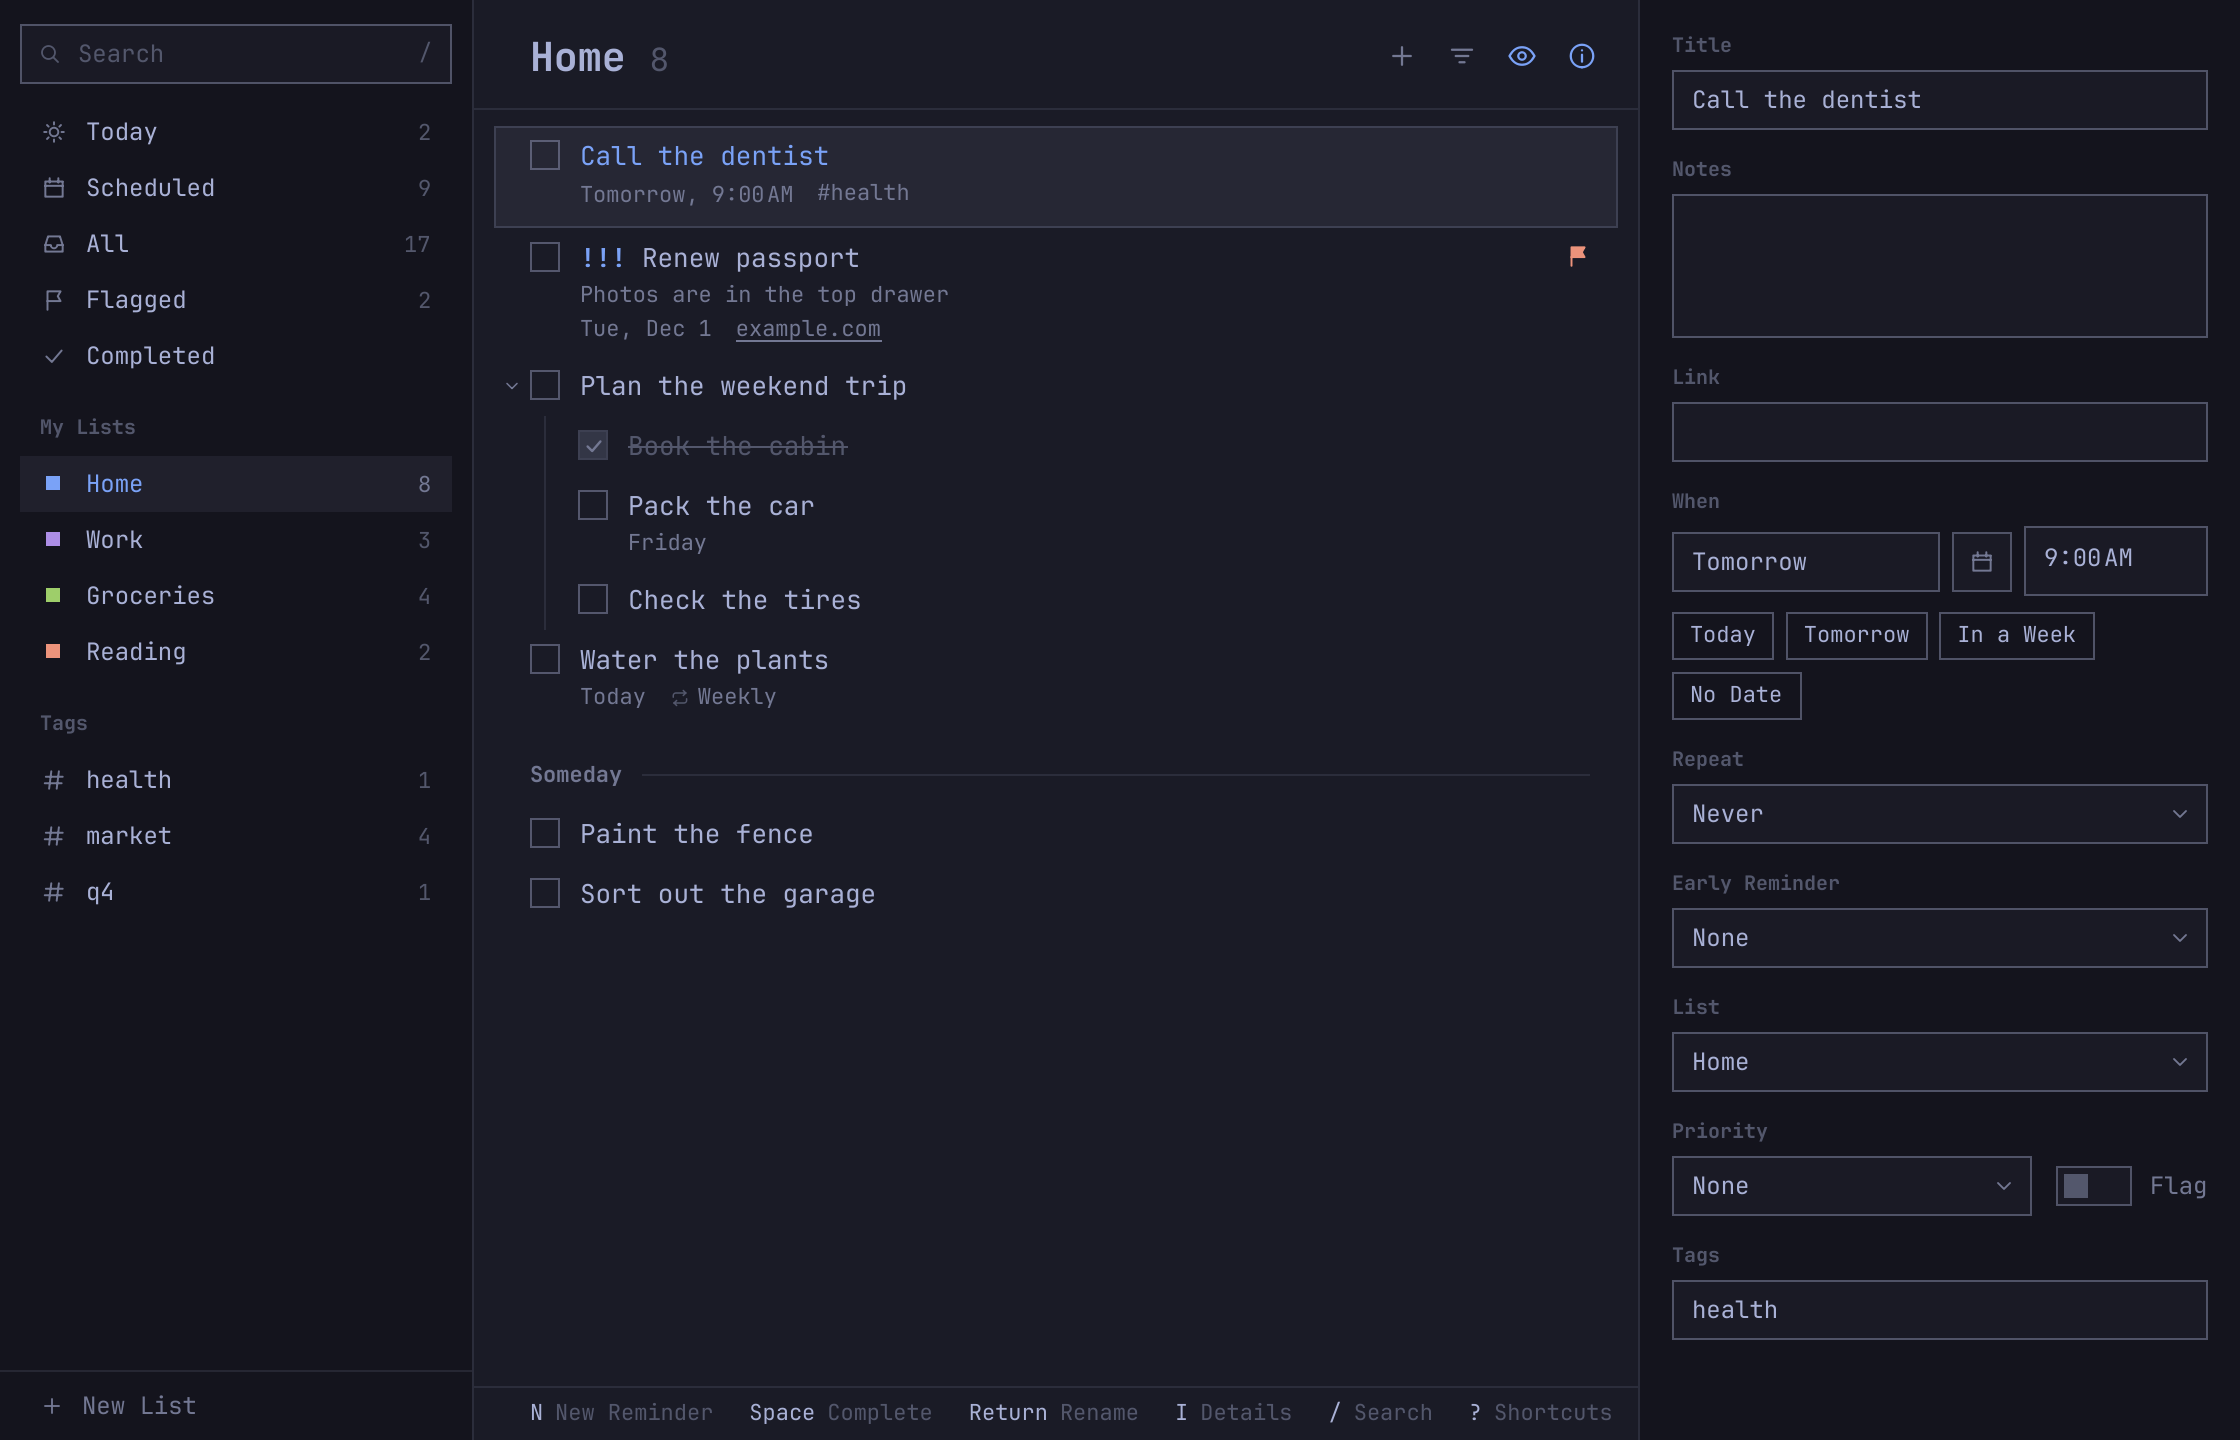 Search /
Today 2
Scheduled 9
All 17
Flagged 2
Completed
My Lists
Home 8
Work 3
Groceries 4
Reading 2
Tags
# health 1
# market 4
# q4 1
+ New List
Home 8
Call the dentist
Tomorrow, 9:00 AM #health
!!! Renew passport
Photos are in the top drawer
Tue, Dec 1 example.com
Plan the weekend trip
Book the cabin
Pack the car
Friday
Check the tires
Water the plants
Today Weekly
Someday
Paint the fence
Sort out the garage
N New Reminder Space Complete Return Rename I Details / Search ? Shortcuts
Title
Call the dentist
Notes
Link
When
Tomorrow 9:00 AM
Today Tomorrow In a Week
No Date
Repeat
Never
Early Reminder
None
List
Home
Priority
None Flag
Tags
health